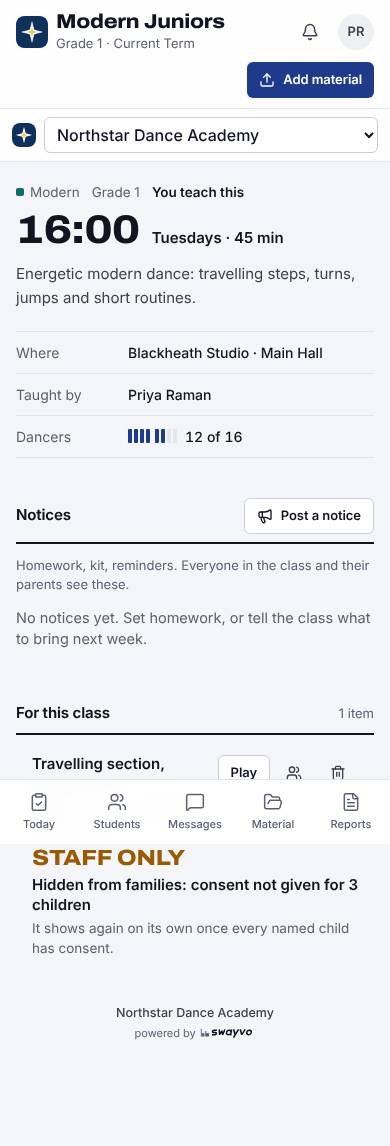 Modern Juniors
Grade 1 · Current Term
PR
Add material
Northstar Dance Academy
Modern Grade 1 You teach this
16:00 Tuesdays · 45 min
Energetic modern dance: travelling steps, turns,
jumps and short routines.
Where Blackheath Studio · Main Hall
Taught by Priya Raman
Dancers 12 of 16
Notices Post a notice
Homework, kit, reminders. Everyone in the class and their
parents see these.
No notices yet. Set homework, or tell the class what
to bring next week.
For this class 1 item
Travelling section,
Play
Today Students Messages Material Reports
STAFF ONLY
Hidden from families: consent not given for 3
children
It shows again on its own once every named child
has consent.
Northstar Dance Academy
powered by swayvo